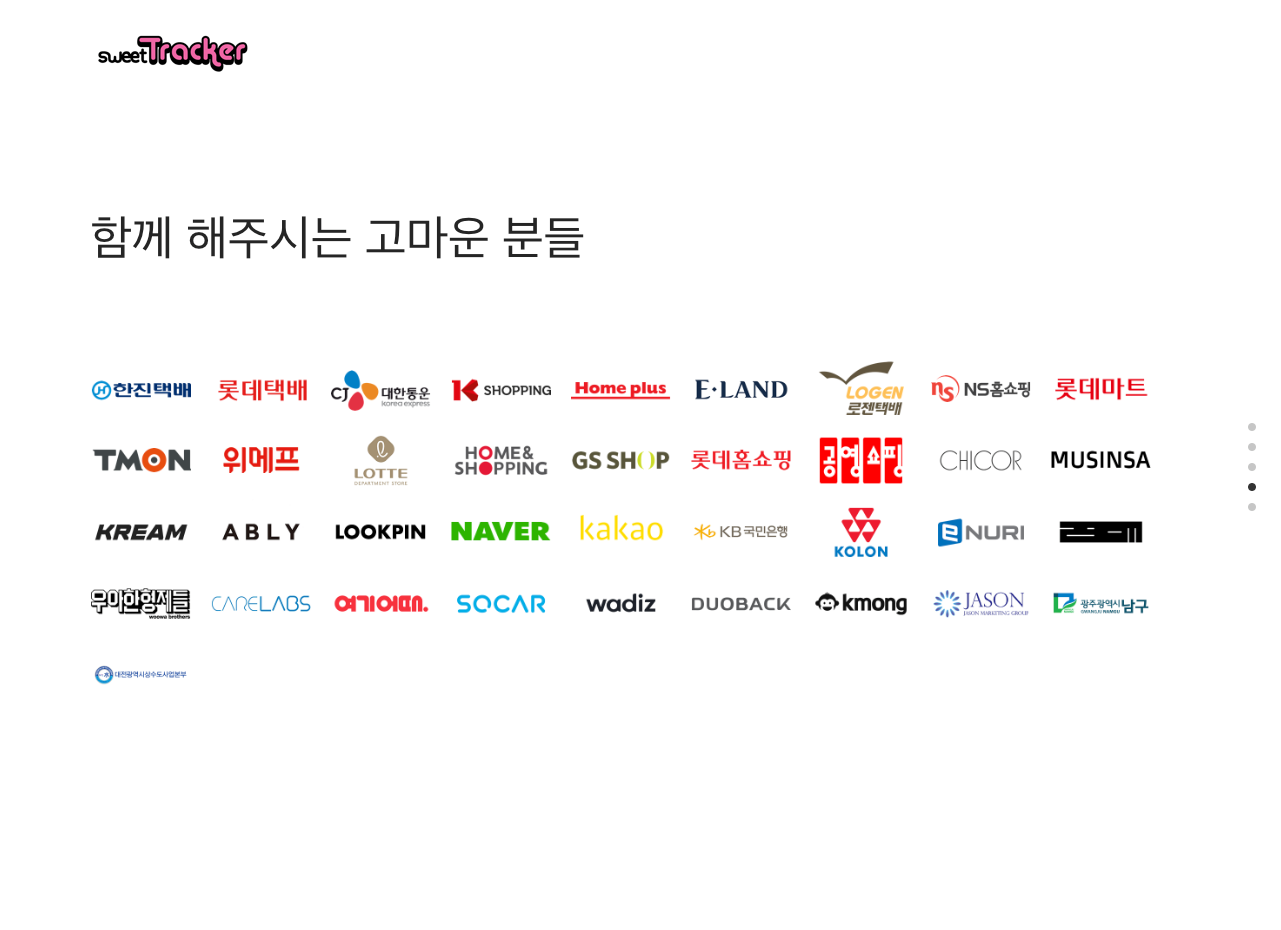 sweetTracker
함께 해주시는 고마운 분들
한진택배 롯데택배 CJ 대한통운 korea express K SHOPPING Home plus E·LAND LOGEN 로젠택배 ns NS홈쇼핑 롯데마트
TMON 위메프 LOTTE DEPARTMENT STORE HOME& SHOPPING GS SHOP 롯데홈쇼핑 공영쇼핑 CHICOR MUSINSA
KREAM ABLY LOOKPIN NAVER kakao KB국민은행 KOLON ENURI 29CM
우아한형제들 woowa brothers CARELABS 여기어때. SOCAR wadiz DUOBACK kmong JASON JASON MARKETING GROUP 광주광역시남구 GWANGJU NAMGU
대전광역시상수도사업본부